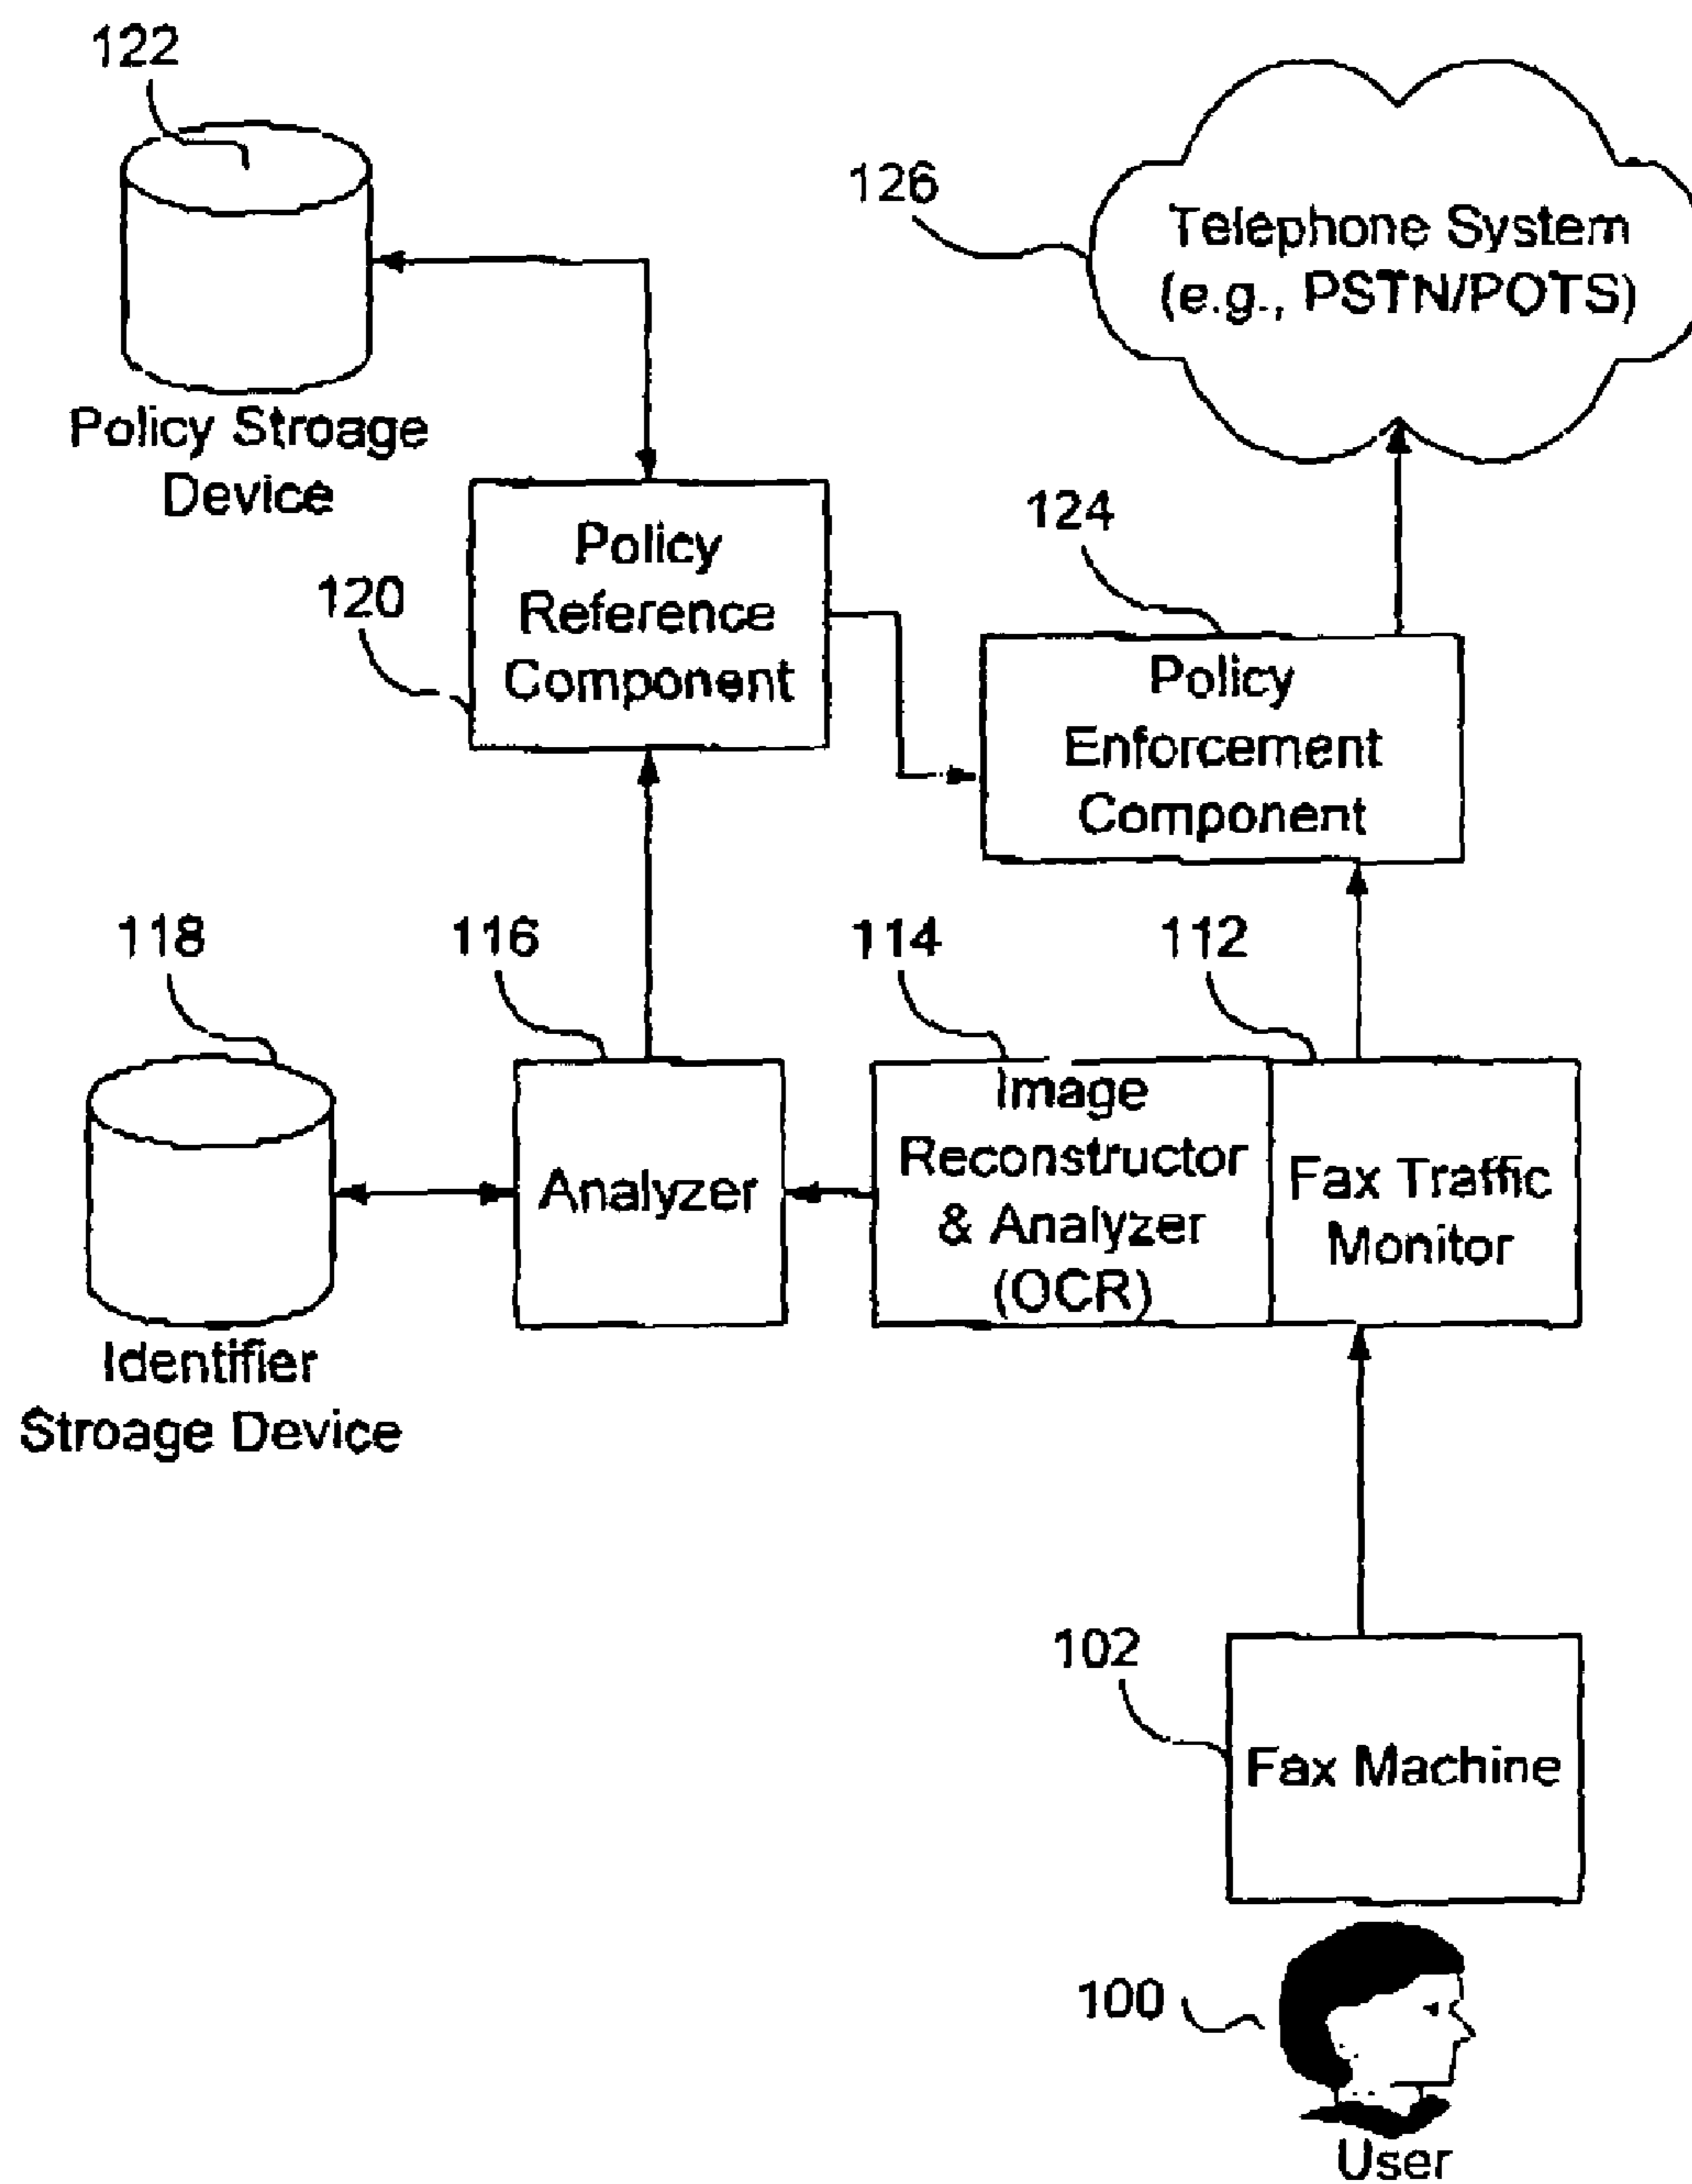 122
126
Telephone System
(e.g., PSTN/POTS)
Policy Stroage
Device
124
Policy
Reference
Component
120
Policy
Enforcement
Component
118
116
114
112
Image
Reconstructor
& Analyzer
(OCR)
Analyzer
Fax Traffic
Monitor
Identifier
Stroage Device
102
Fax Machine
100
User